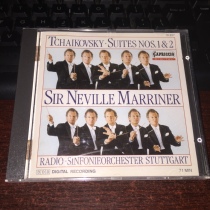 TCHAIKOVSKY · SUITES NOS. 1 & 2
CAPRICCIO
SIR NEVILLE MARRINER
RADIO-SINFONIEORCHESTER STUTTGART
DIGITAL RECORDING